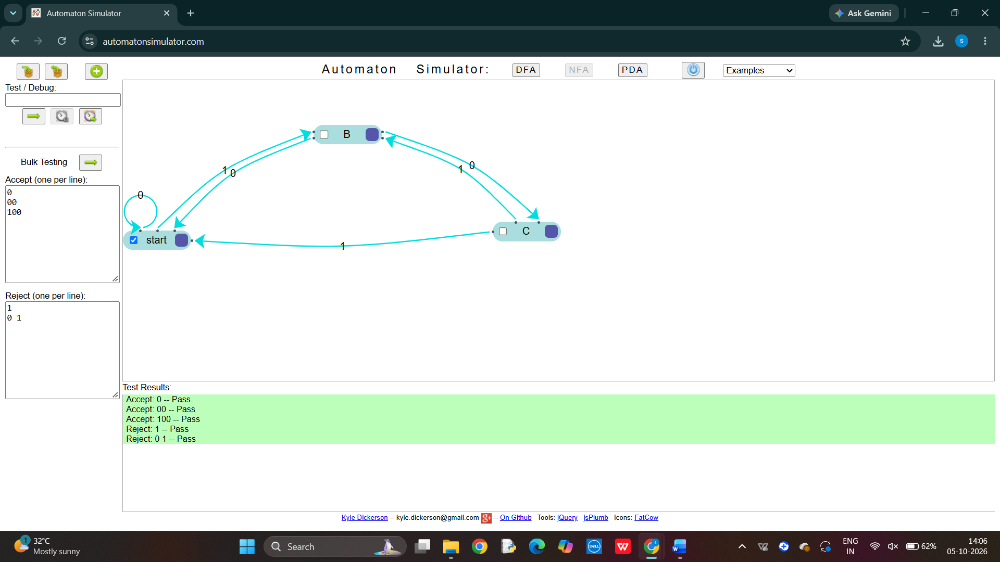 Automaton Simulator
Ask Gemini
automatonsimulator.com
S
Automaton Simulator:
DFA
NFA
PDA
Examples
Test / Debug:
Bulk Testing
Accept (one per line):
0
00
100
Reject (one per line):
1
0 1
B
1
0
1
0
0
start
C
1
Test Results:
Accept: 0 -- Pass
Accept: 00 -- Pass
Accept: 100 -- Pass
Reject: 1 -- Pass
Reject: 0 1 -- Pass
Kyle Dickerson -- kyle.dickerson@gmail.com g+ -- On Github Tools: jQuery jsPlumb Icons: FatCow
1
32°C
Mostly sunny
Search
DELL
W
S
W
ENG
IN
62%
14:06
05-10-2026